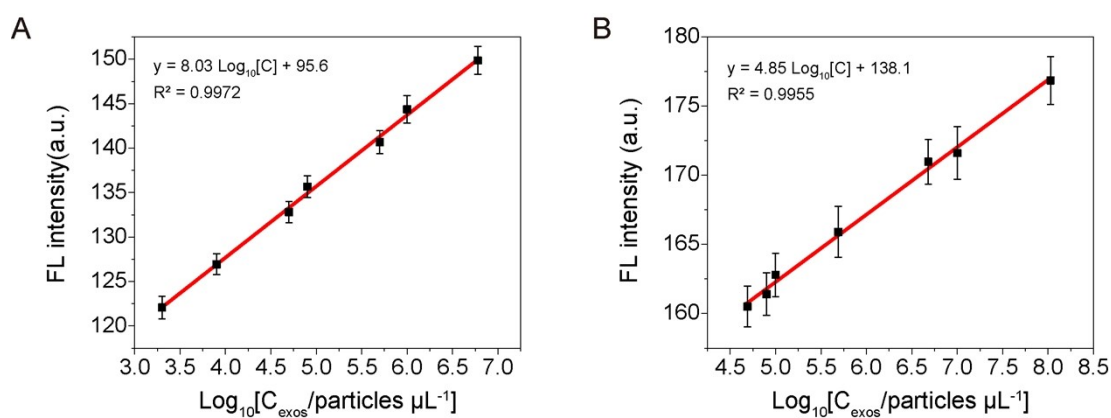 A
y = 8.03 Log₁₀[C] + 95.6
R² = 0.9972
FL intensity(a.u.)
150
145
140
135
130
125
120
3.0 3.5 4.0 4.5 5.0 5.5 6.0 6.5 7.0
Log₁₀[C_exos/particles µL⁻¹]
B
y = 4.85 Log₁₀[C] + 138.1
R² = 0.9955
FL intensity (a.u.)
180
175
170
165
160
4.5 5.0 5.5 6.0 6.5 7.0 7.5 8.0 8.5
Log₁₀[C_exos/particles µL⁻¹]